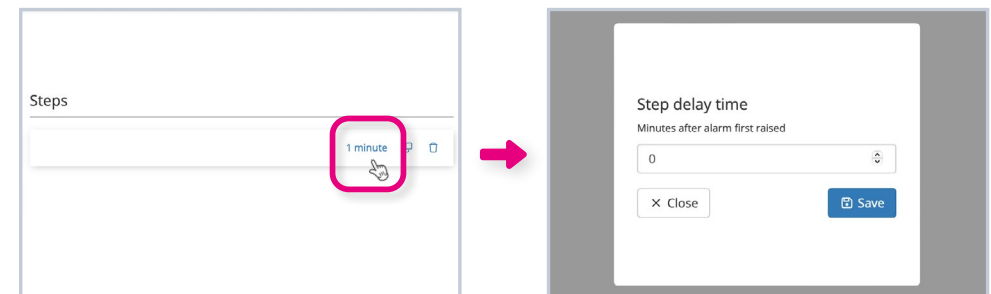 Steps
1 minute
Step delay time
Minutes after alarm first raised
0
Close
Save